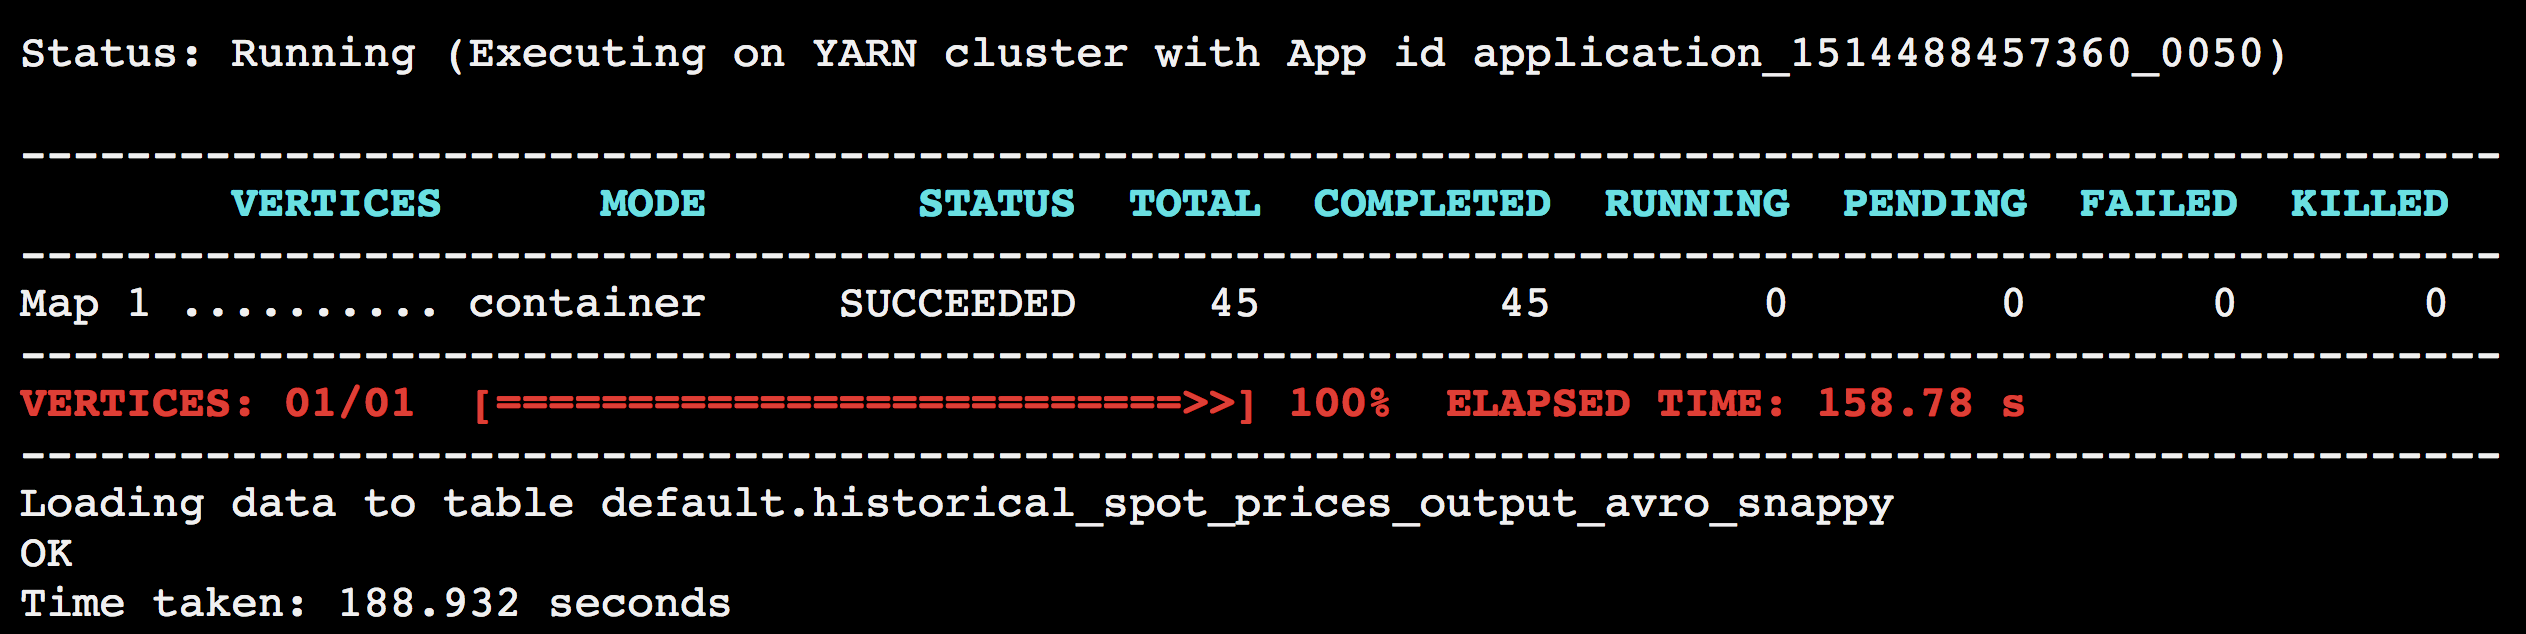 Status: Running (Executing on YARN cluster with App id application_1514488457360_0050)
----------------------------------------------------------------------------------------------
        VERTICES      MODE        STATUS  TOTAL  COMPLETED  RUNNING  PENDING  FAILED  KILLED
----------------------------------------------------------------------------------------------
Map 1 .......... container     SUCCEEDED     45         45        0        0       0       0
----------------------------------------------------------------------------------------------
VERTICES: 01/01  [==========================>>] 100%  ELAPSED TIME: 158.78 s
----------------------------------------------------------------------------------------------
Loading data to table default.historical_spot_prices_output_avro_snappy
OK
Time taken: 188.932 seconds